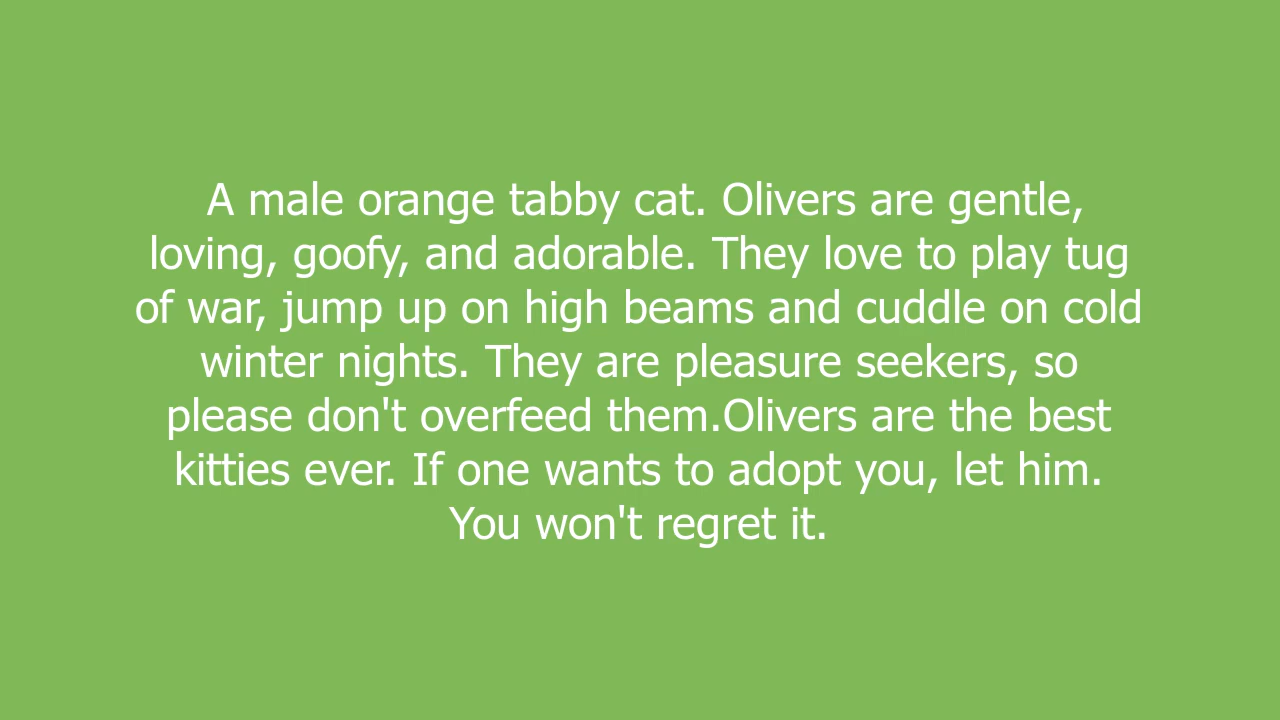 A male orange tabby cat. Olivers are gentle,
loving, goofy, and adorable. They love to play tug
of war, jump up on high beams and cuddle on cold
winter nights. They are pleasure seekers, so
please don't overfeed them.Olivers are the best
kitties ever. If one wants to adopt you, let him.
You won't regret it.